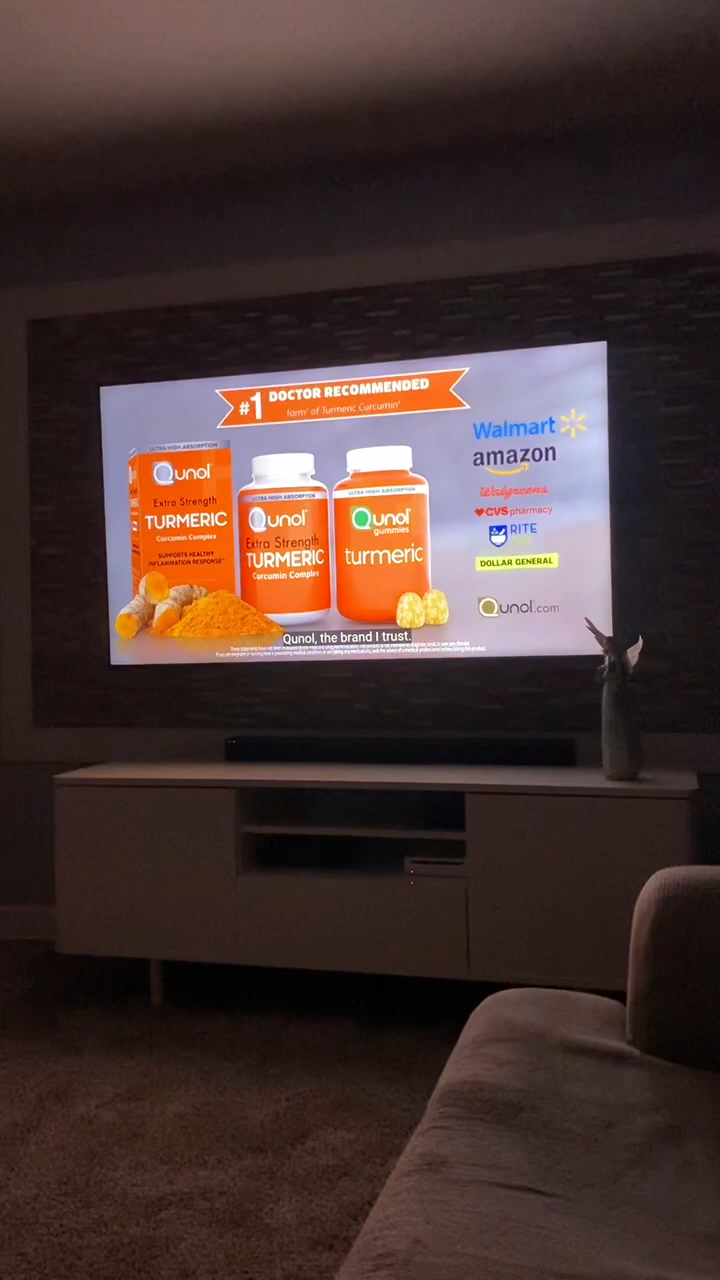 #1 DOCTOR RECOMMENDED
form† of Turmeric Curcumin†
ULTRA HIGH ABSORPTION
Qunol
Extra Strength
TURMERIC
Curcumin Complex
SUPPORTS HEALTHY
INFLAMMATION RESPONSE
ULTRA HIGH ABSORPTION
Qunol
Extra Strength
TURMERIC
Curcumin Complex
ULTRA HIGH ABSORPTION
Qunol
gummies
turmeric
Walmart
amazon
Walgreens
CVS pharmacy
RITE
DOLLAR GENERAL
Qunol.com
Qunol, the brand I trust.